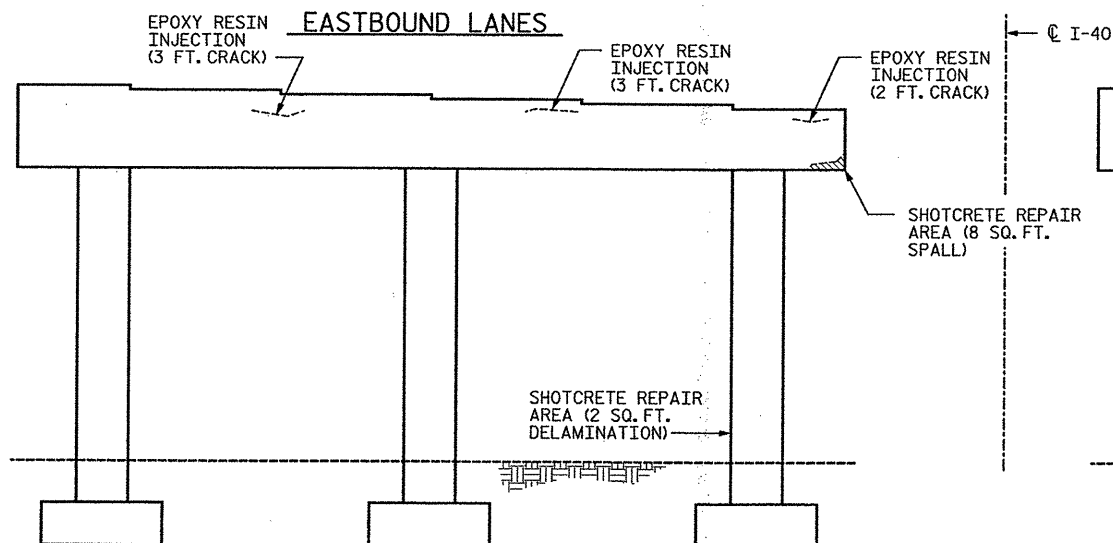 EASTBOUND LANES
EPOXY RESIN
INJECTION
(3 FT. CRACK)
EPOXY RESIN
INJECTION
(3 FT. CRACK)
EPOXY RESIN
INJECTION
(2 FT. CRACK)
℄ I-40
SHOTCRETE REPAIR
AREA (8 SQ. FT.
SPALL)
SHOTCRETE REPAIR
AREA (2 SQ. FT.
DELAMINATION)